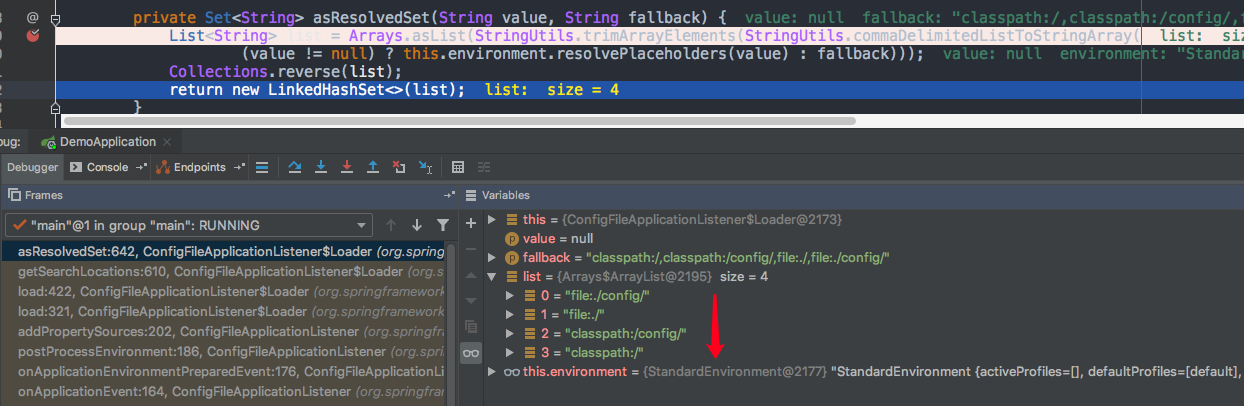 @ private Set<String> asResolvedSet(String value, String fallback) { value: null fallback: "classpath:/,classpath:/config/,
List<String> list = Arrays.asList(StringUtils.trimArrayElements(StringUtils.commaDelimitedListToStringArray( list: siz
(value != null) ? this.environment.resolvePlaceholders(value) : fallback))); value: null environment: "Standar
Collections.reverse(list);
return new LinkedHashSet<>(list); list: size = 4
}
bug: DemoApplication
Debugger Console Endpoints
Frames
Variables
"main"@1 in group "main": RUNNING
asResolvedSet:642, ConfigFileApplicationListener$Loader (org.spring
getSearchLocations:610, ConfigFileApplicationListener$Loader (org.s
load:422, ConfigFileApplicationListener$Loader (org.springframework
load:321, ConfigFileApplicationListener$Loader (org.springframework
addPropertySources:202, ConfigFileApplicationListener (org.springfra
postProcessEnvironment:186, ConfigFileApplicationListener (org.spri
onApplicationEnvironmentPreparedEvent:176, ConfigFileApplicationLi
onApplicationEvent:164, ConfigFileApplicationListener (org.springfra
this = {ConfigFileApplicationListener$Loader@2173}
value = null
fallback = "classpath:/,classpath:/config/,file:./,file:./config/"
list = {Arrays$ArrayList@2195} size = 4
0 = "file:./config/"
1 = "file:./"
2 = "classpath:/config/"
3 = "classpath:/"
this.environment = {StandardEnvironment@2177} "StandardEnvironment {activeProfiles=[], defaultProfiles=[default],